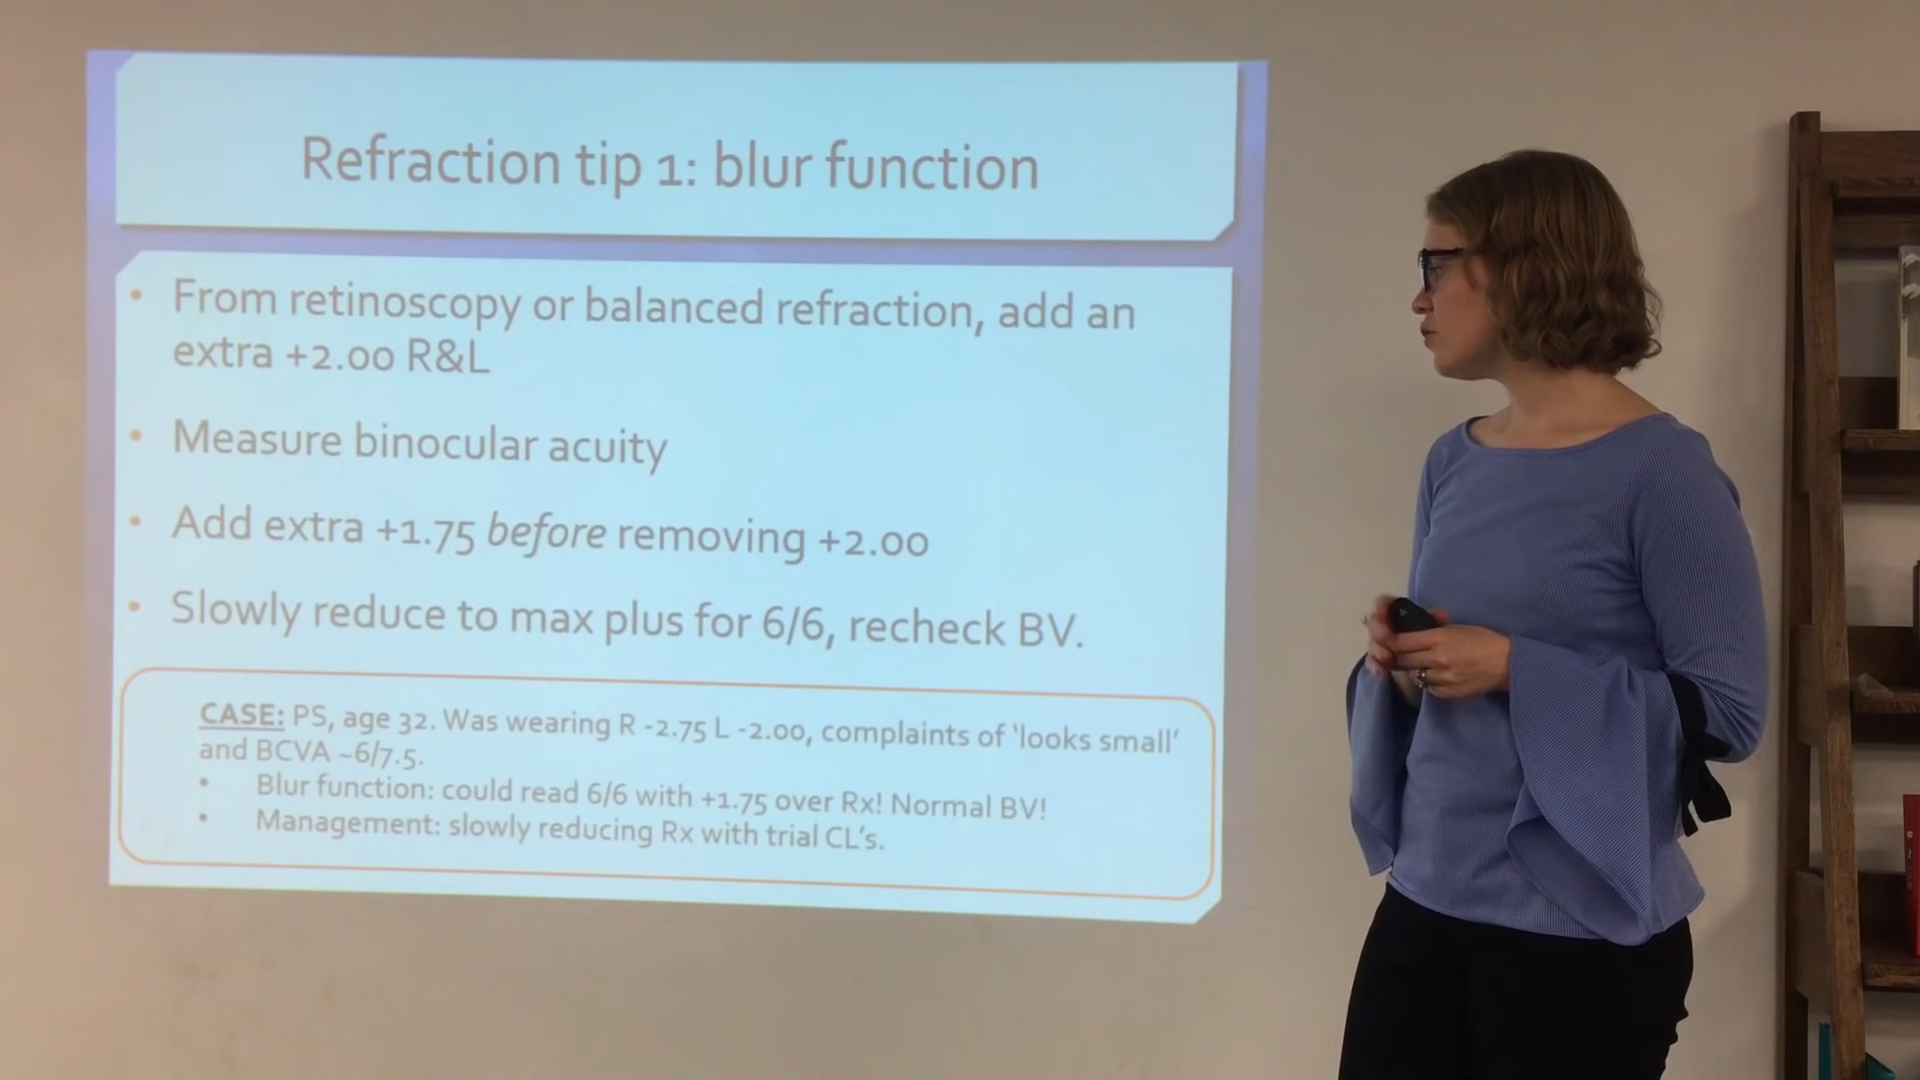 Refraction tip 1: blur function
• From retinoscopy or balanced refraction, add an
extra +2.00 R&L
• Measure binocular acuity
• Add extra +1.75 before removing +2.00
• Slowly reduce to max plus for 6/6, recheck BV.
CASE: PS, age 32. Was wearing R -2.75 L -2.00, complaints of 'looks small'
and BCVA ~6/7.5.
• Blur function: could read 6/6 with +1.75 over Rx! Normal BV!
• Management: slowly reducing Rx with trial CL's.